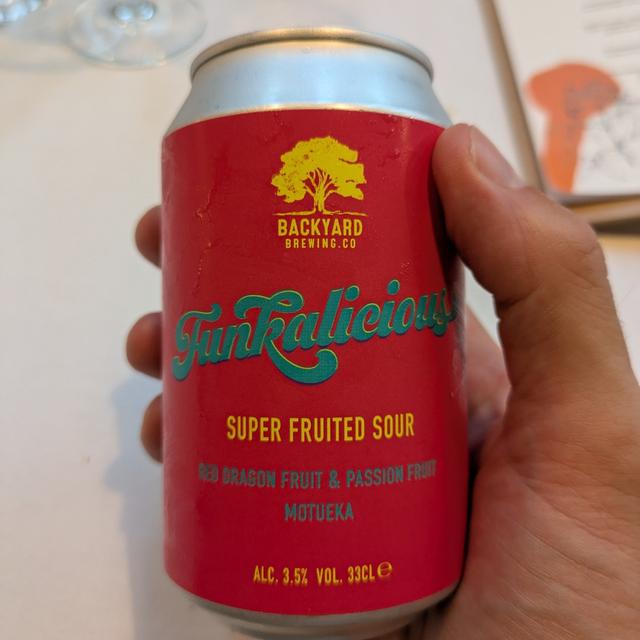 BACKYARD
BREWING.CO
Funkalicious
SUPER FRUITED SOUR
RED DRAGON FRUIT & PASSION FRUIT
MOTUEKA
ALC. 3.5% VOL. 33CL ℮